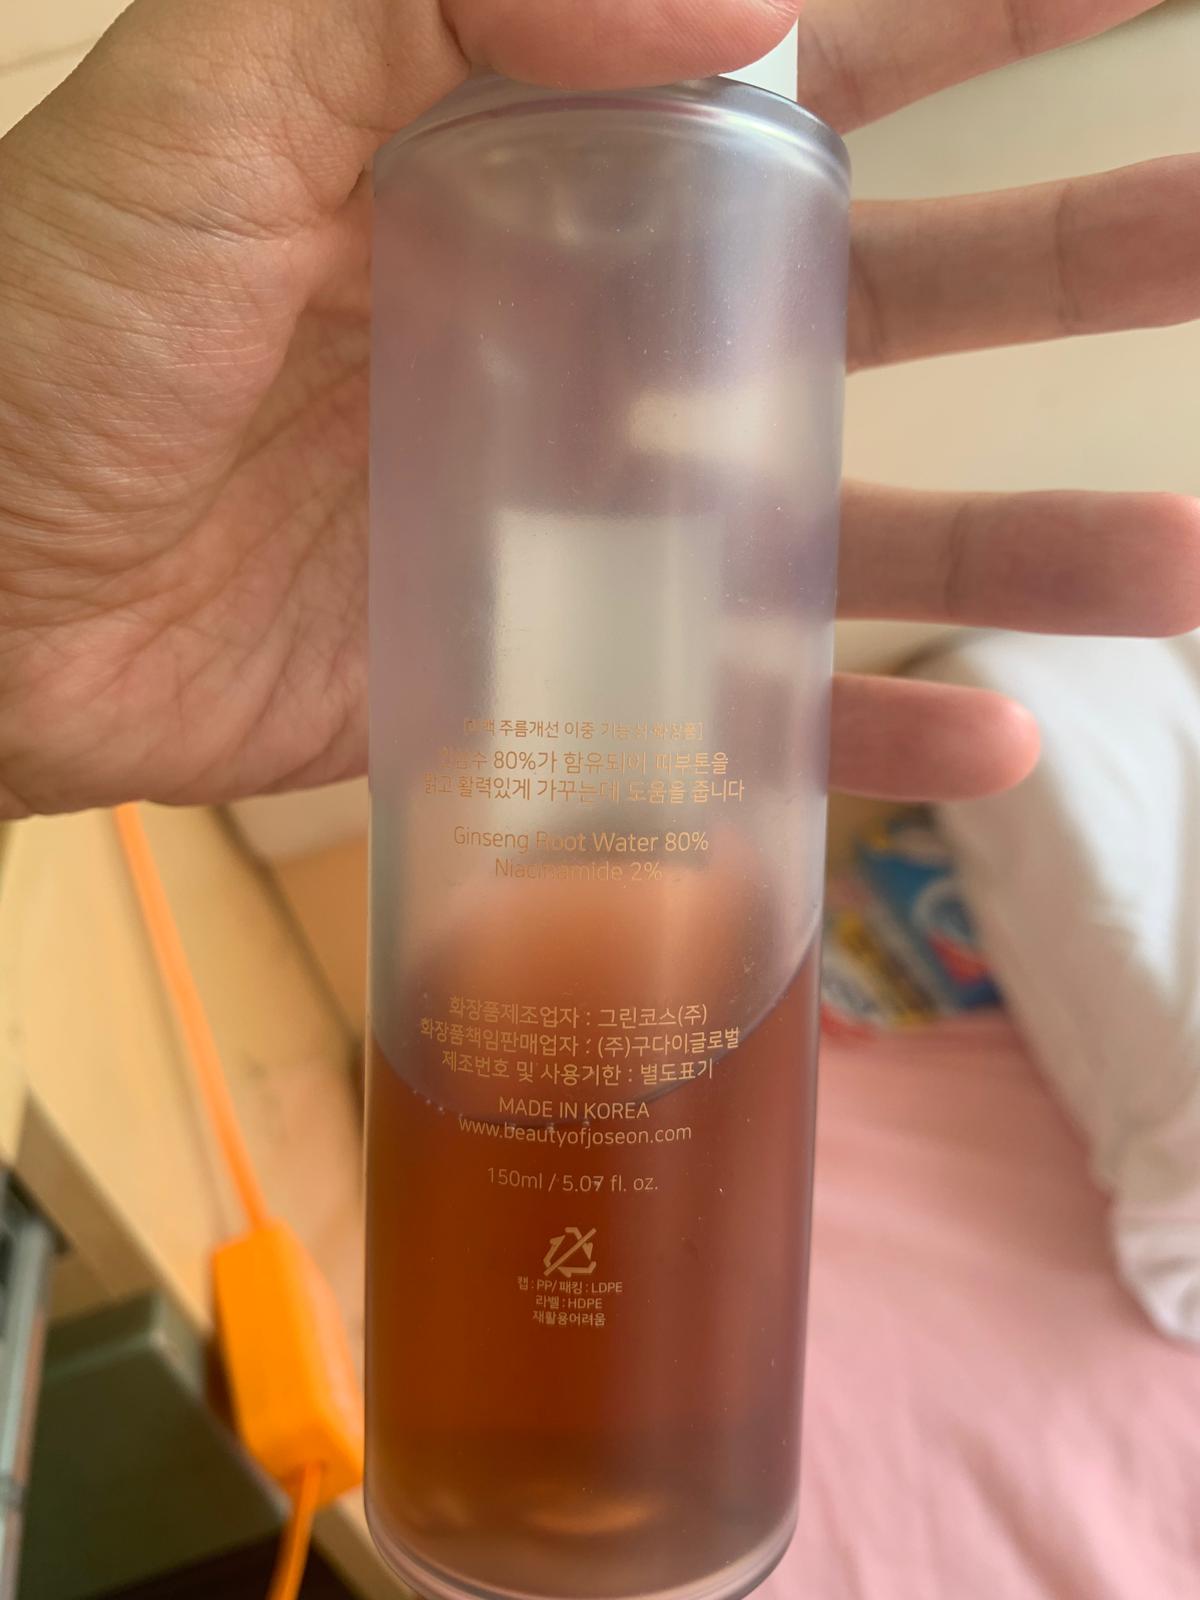 [미백 주름개선 이중 기능성 화장품]
인삼수 80%가 함유되어 피부톤을
맑고 활력있게 가꾸는데 도움을 줍니다
Ginseng Root Water 80%
Niacinamide 2%
화장품제조업자 : 그린코스(주)
화장품책임판매업자 : (주)구다이글로벌
제조번호 및 사용기한 : 별도표기
MADE IN KOREA
www.beautyofjoseon.com
150ml / 5.07 fl. oz.
캡 : PP/ 패킹 : LDPE
라벨 : HDPE
재활용어려움